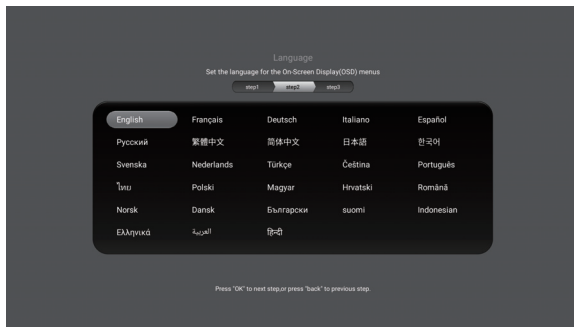 Language
Set the language for the On-Screen Display(OSD) menus
step1 step2 step3
English Français Deutsch Italiano Español
Русский 繁體中文 简体中文 日本語 한국어
Svenska Nederlands Türkçe Čeština Português
ไทย Polski Magyar Hrvatski Română
Norsk Dansk Български suomi Indonesian
Ελληνικά العربية हिन्दी
Press "OK" to next step,or press "back" to previous step.